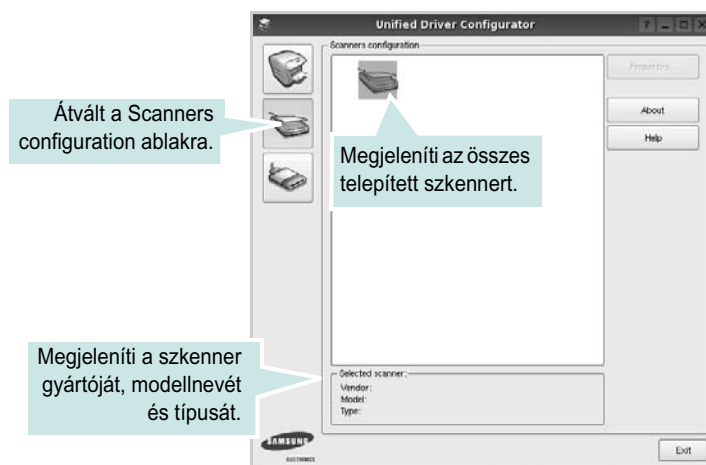 Unified Driver Configurator
Scanners configuration
Properties...
About
Help
Átvált a Scanners
configuration ablakra.
Megjeleníti az összes
telepített szkennert.
Megjeleníti a szkenner
gyártóját, modellnevét
és típusát.
Selected scanner:
Vendor:
Model:
Type:
SAMSUNG
ELECTRONICS
Exit